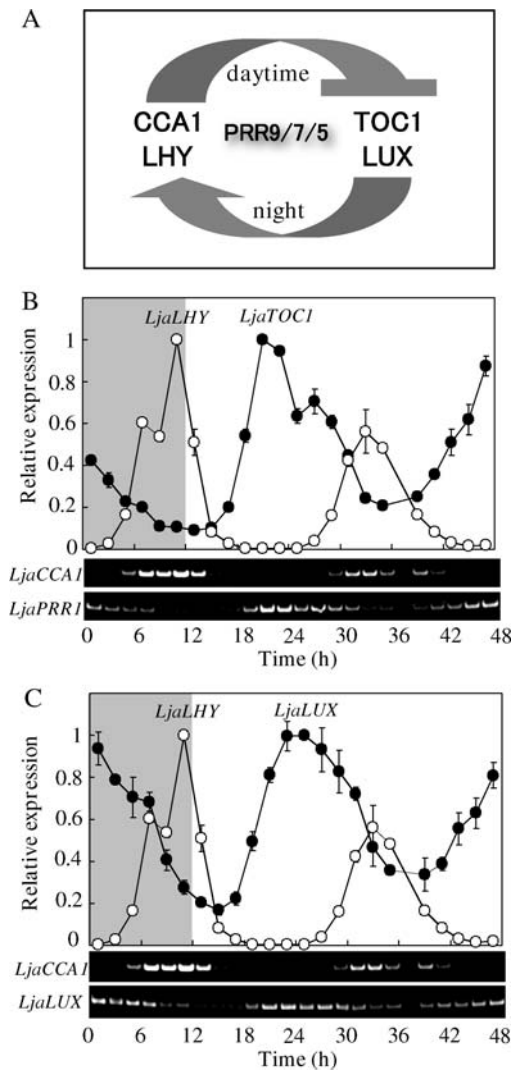 A
daytime
CCA1 PRR9/7/5 TOC1
LHY LUX
night
B
LjaLHY LjaTOC1
1
0.8
0.6
0.4
0.2
0
Relative expression
LjaCCA1
LjaPRR1
0 6 12 18 24 30 36 42 48
Time (h)
C
LjaLHY LjaLUX
1
0.8
0.6
0.4
0.2
0
Relative expression
LjaCCA1
LjaLUX
0 6 12 18 24 30 36 42 48
Time (h)